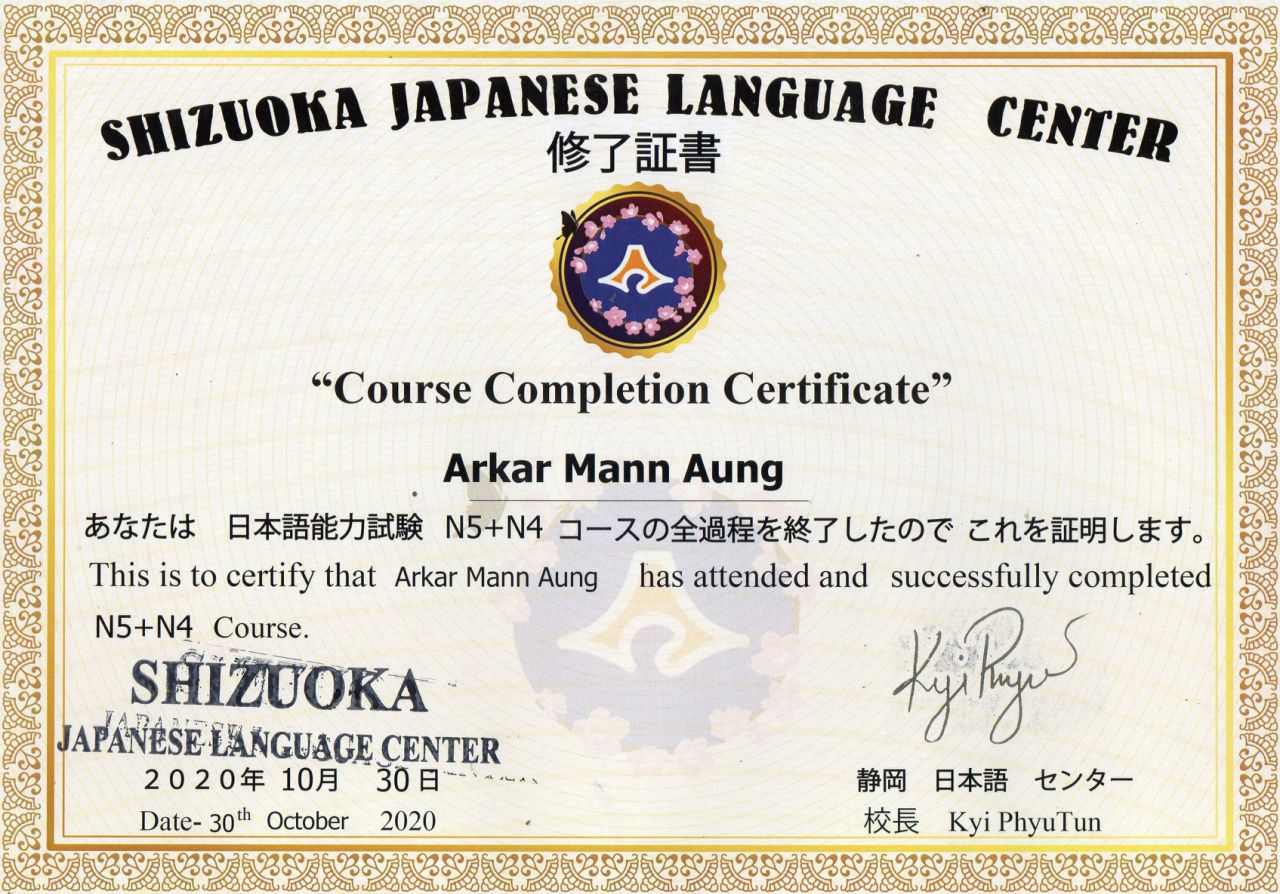 SHIZUOKA JAPANESE LANGUAGE CENTER
修了証書
“Course Completion Certificate”
Arkar Mann Aung
あなたは 日本語能力試験 N5+N4 コースの全過程を終了したので これを証明します。
This is to certify that Arkar Mann Aung has attended and successfully completed
N5+N4 Course.
Kyi Phyu
SHIZUOKA
JAPANESE LANGUAGE CENTER
２０２０年 10月 30日
静岡 日本語 センター
Date- 30th October 2020
校長 Kyi PhyuTun